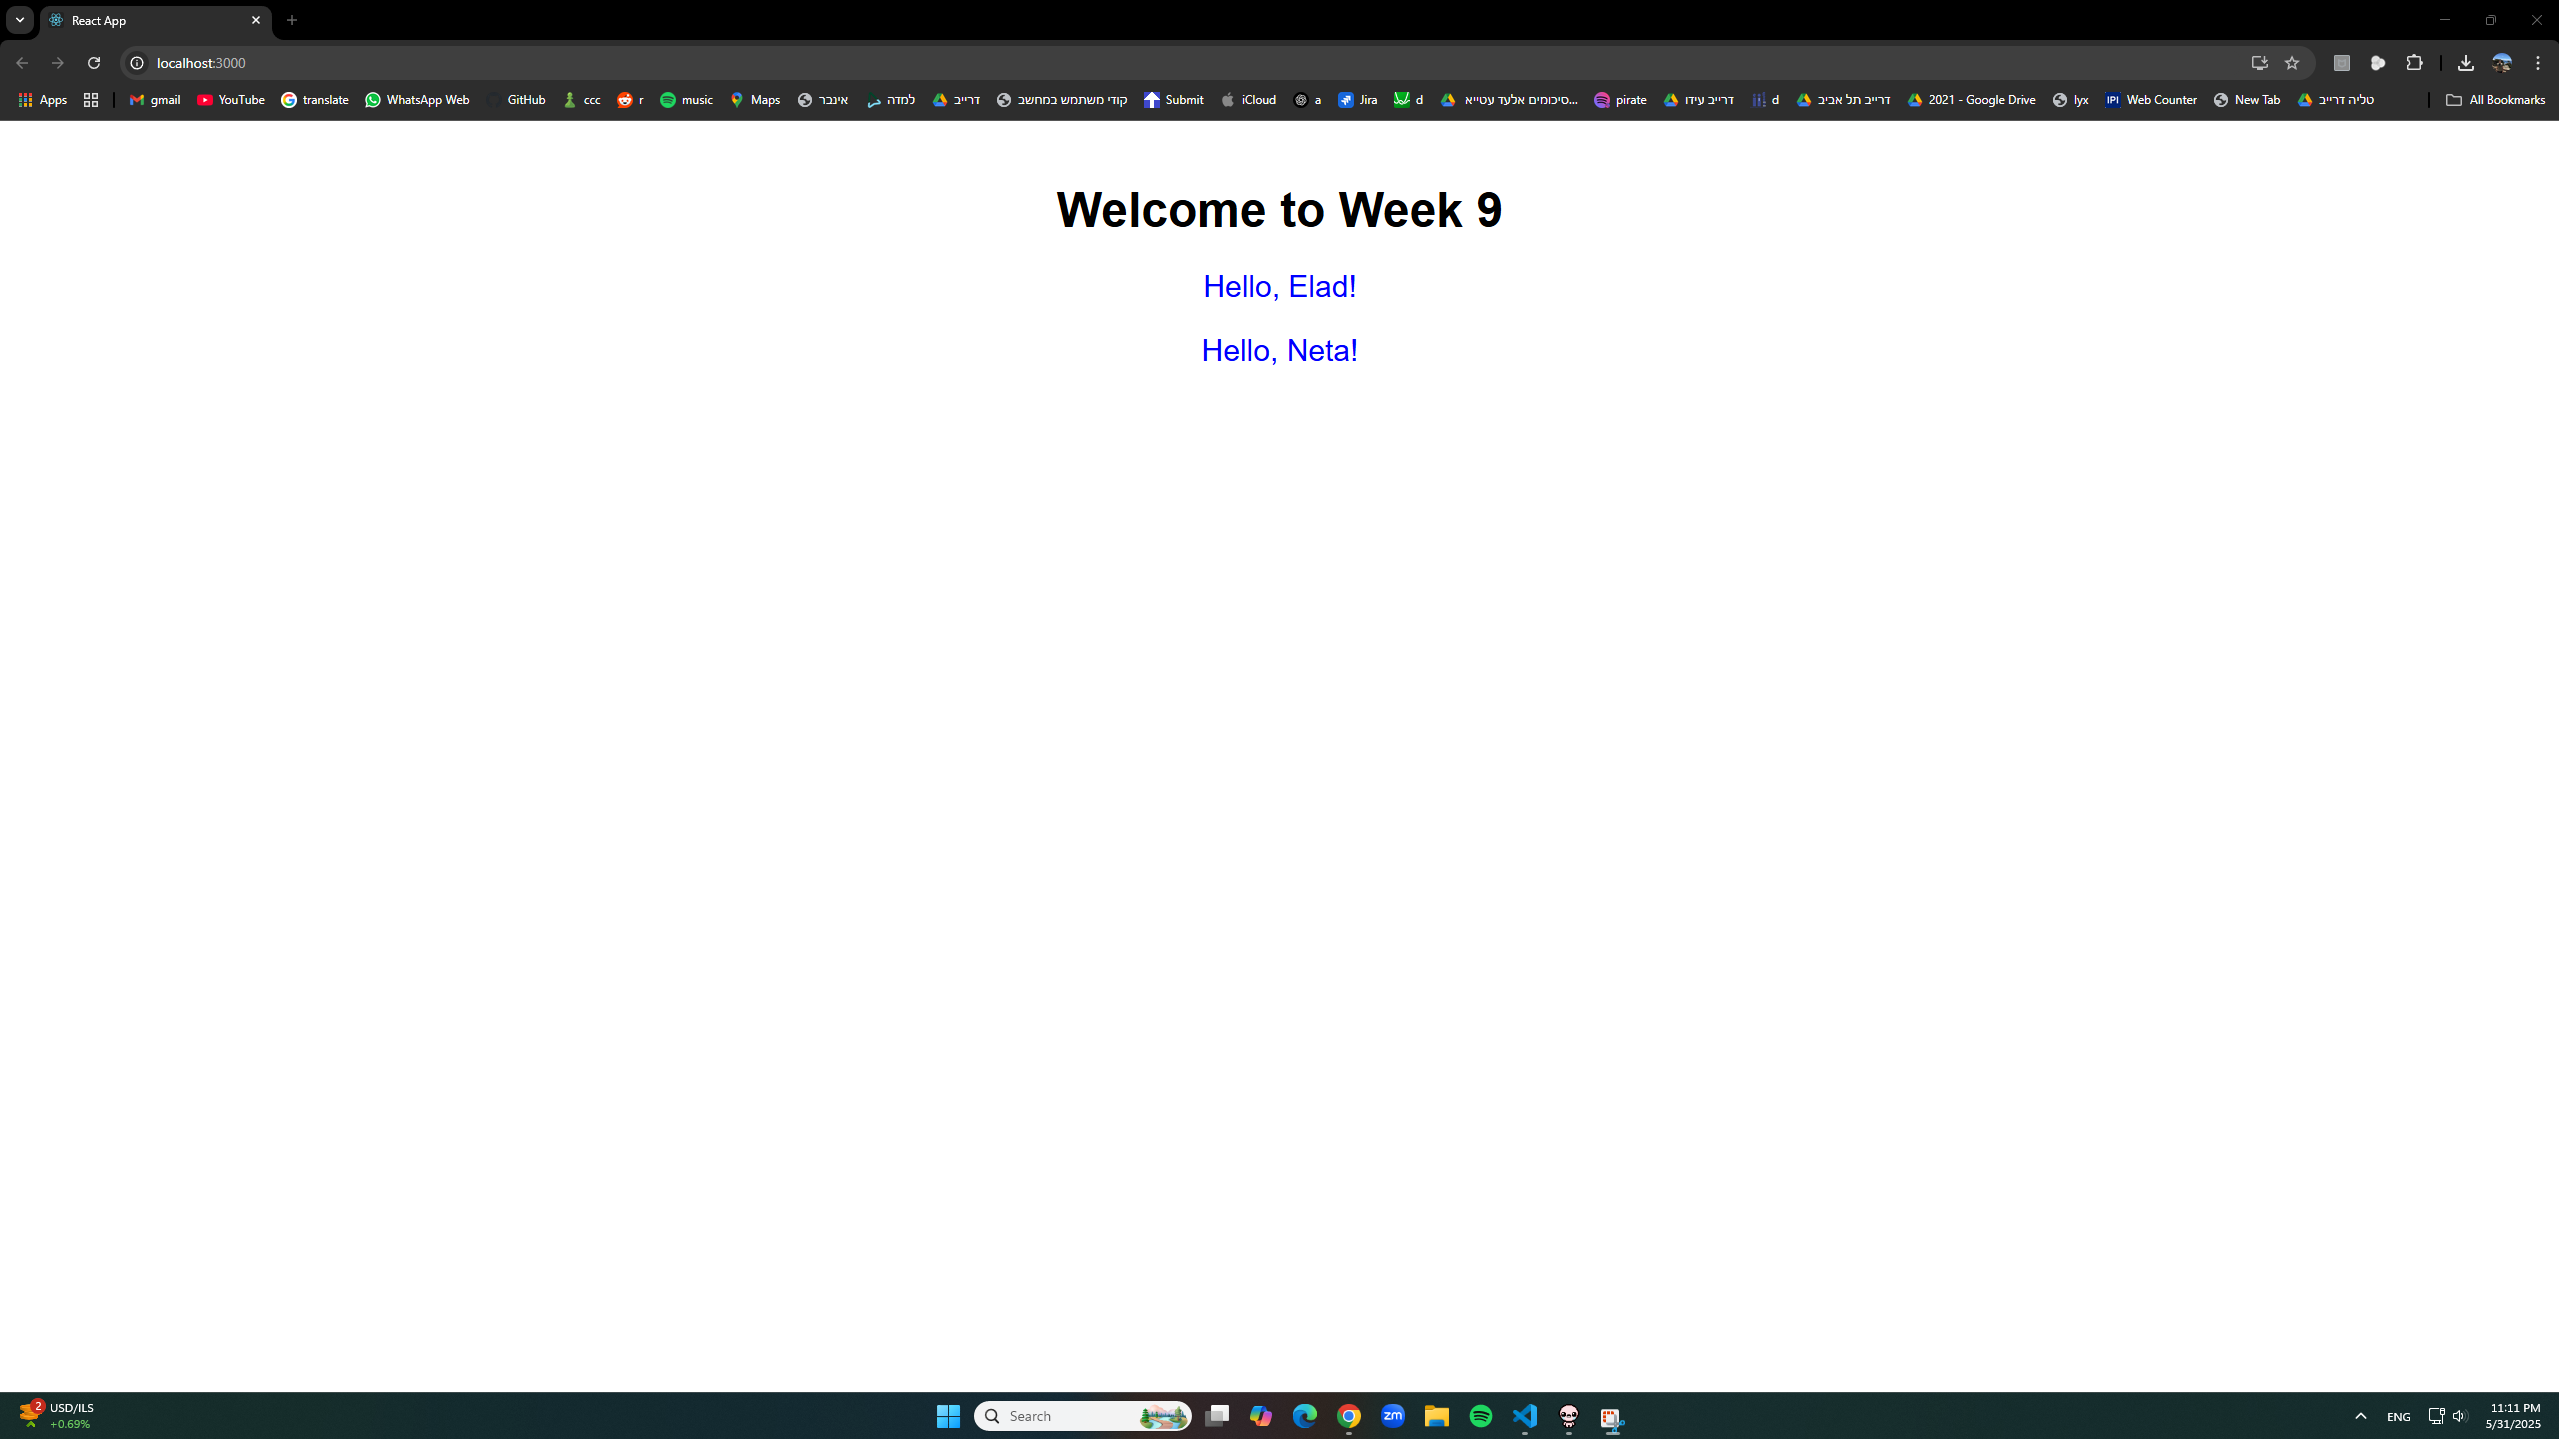 React App
localhost:3000
Apps gmail YouTube translate WhatsApp Web GitHub ccc r music Maps אינבר למדה דרייב קודי משתמש במחשב Submit iCloud a Jira d סיכומים אלעד עטייא... pirate דרייב עידו d דרייב תל אביב 2021 - Google Drive lyx IPI Web Counter New Tab טליה דרייב All Bookmarks
Welcome to Week 9
Hello, Elad!
Hello, Neta!
2 USD/ILS
+0.69%
Search
zm
ENG
11:11 PM
5/31/2025